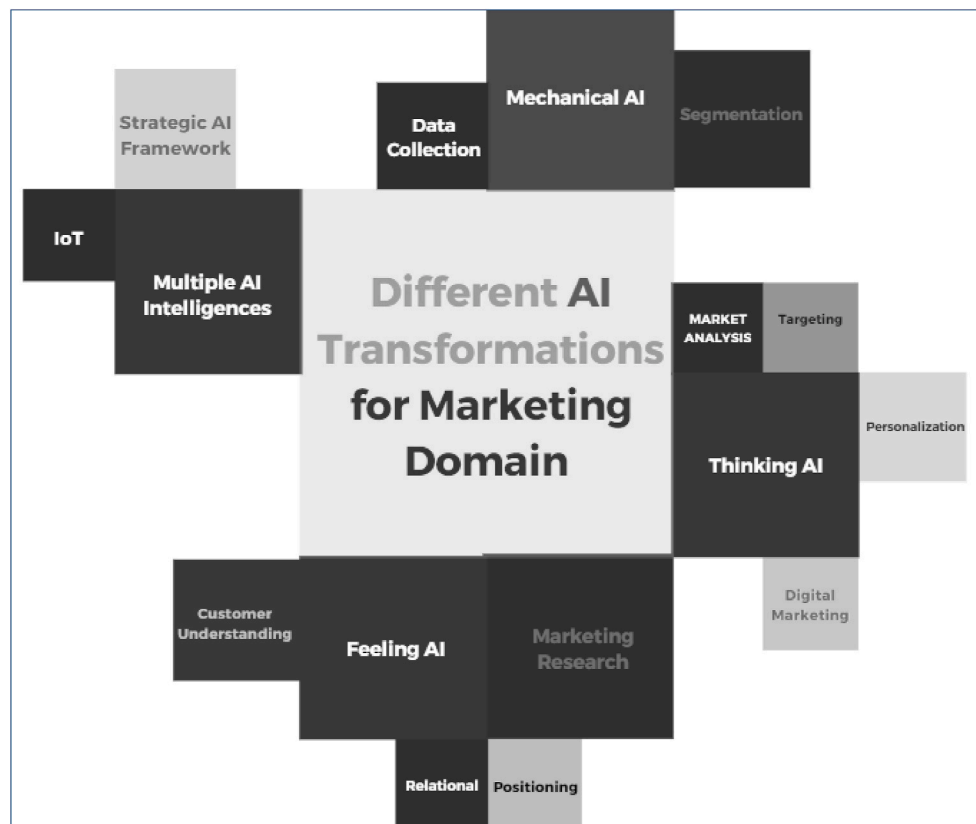 Mechanical AI
Data
Collection
Segmentation
Strategic AI
Framework
IoT
Multiple AI
Intelligences
Different AI
Transformations
for Marketing
Domain
MARKET
ANALYSIS
Targeting
Personalization
Thinking AI
Digital
Marketing
Customer
Understanding
Feeling AI
Marketing
Research
Relational
Positioning